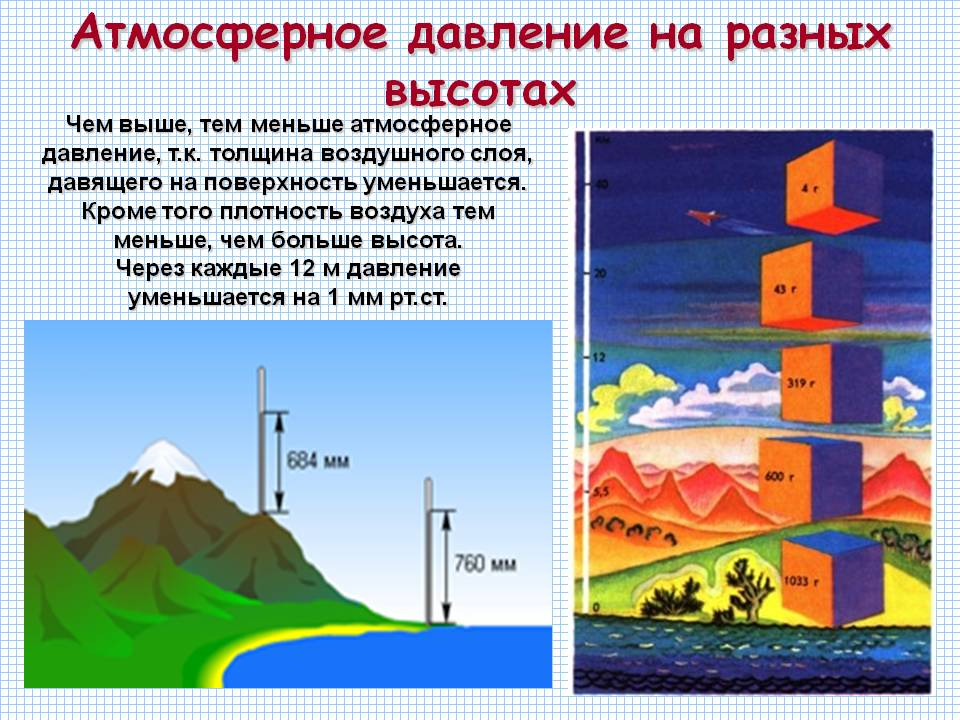 Атмосферное давление на разных
высотах
Чем выше, тем меньше атмосферное
давление, т.к. толщина воздушного слоя,
давящего на поверхность уменьшается.
Кроме того плотность воздуха тем
меньше, чем больше высота.
Через каждые 12 м давление
уменьшается на 1 мм рт.ст.
684 мм
760 мм
км
40
4 г
20
43 г
12
319 г
600 г
5,5
1033 г
0